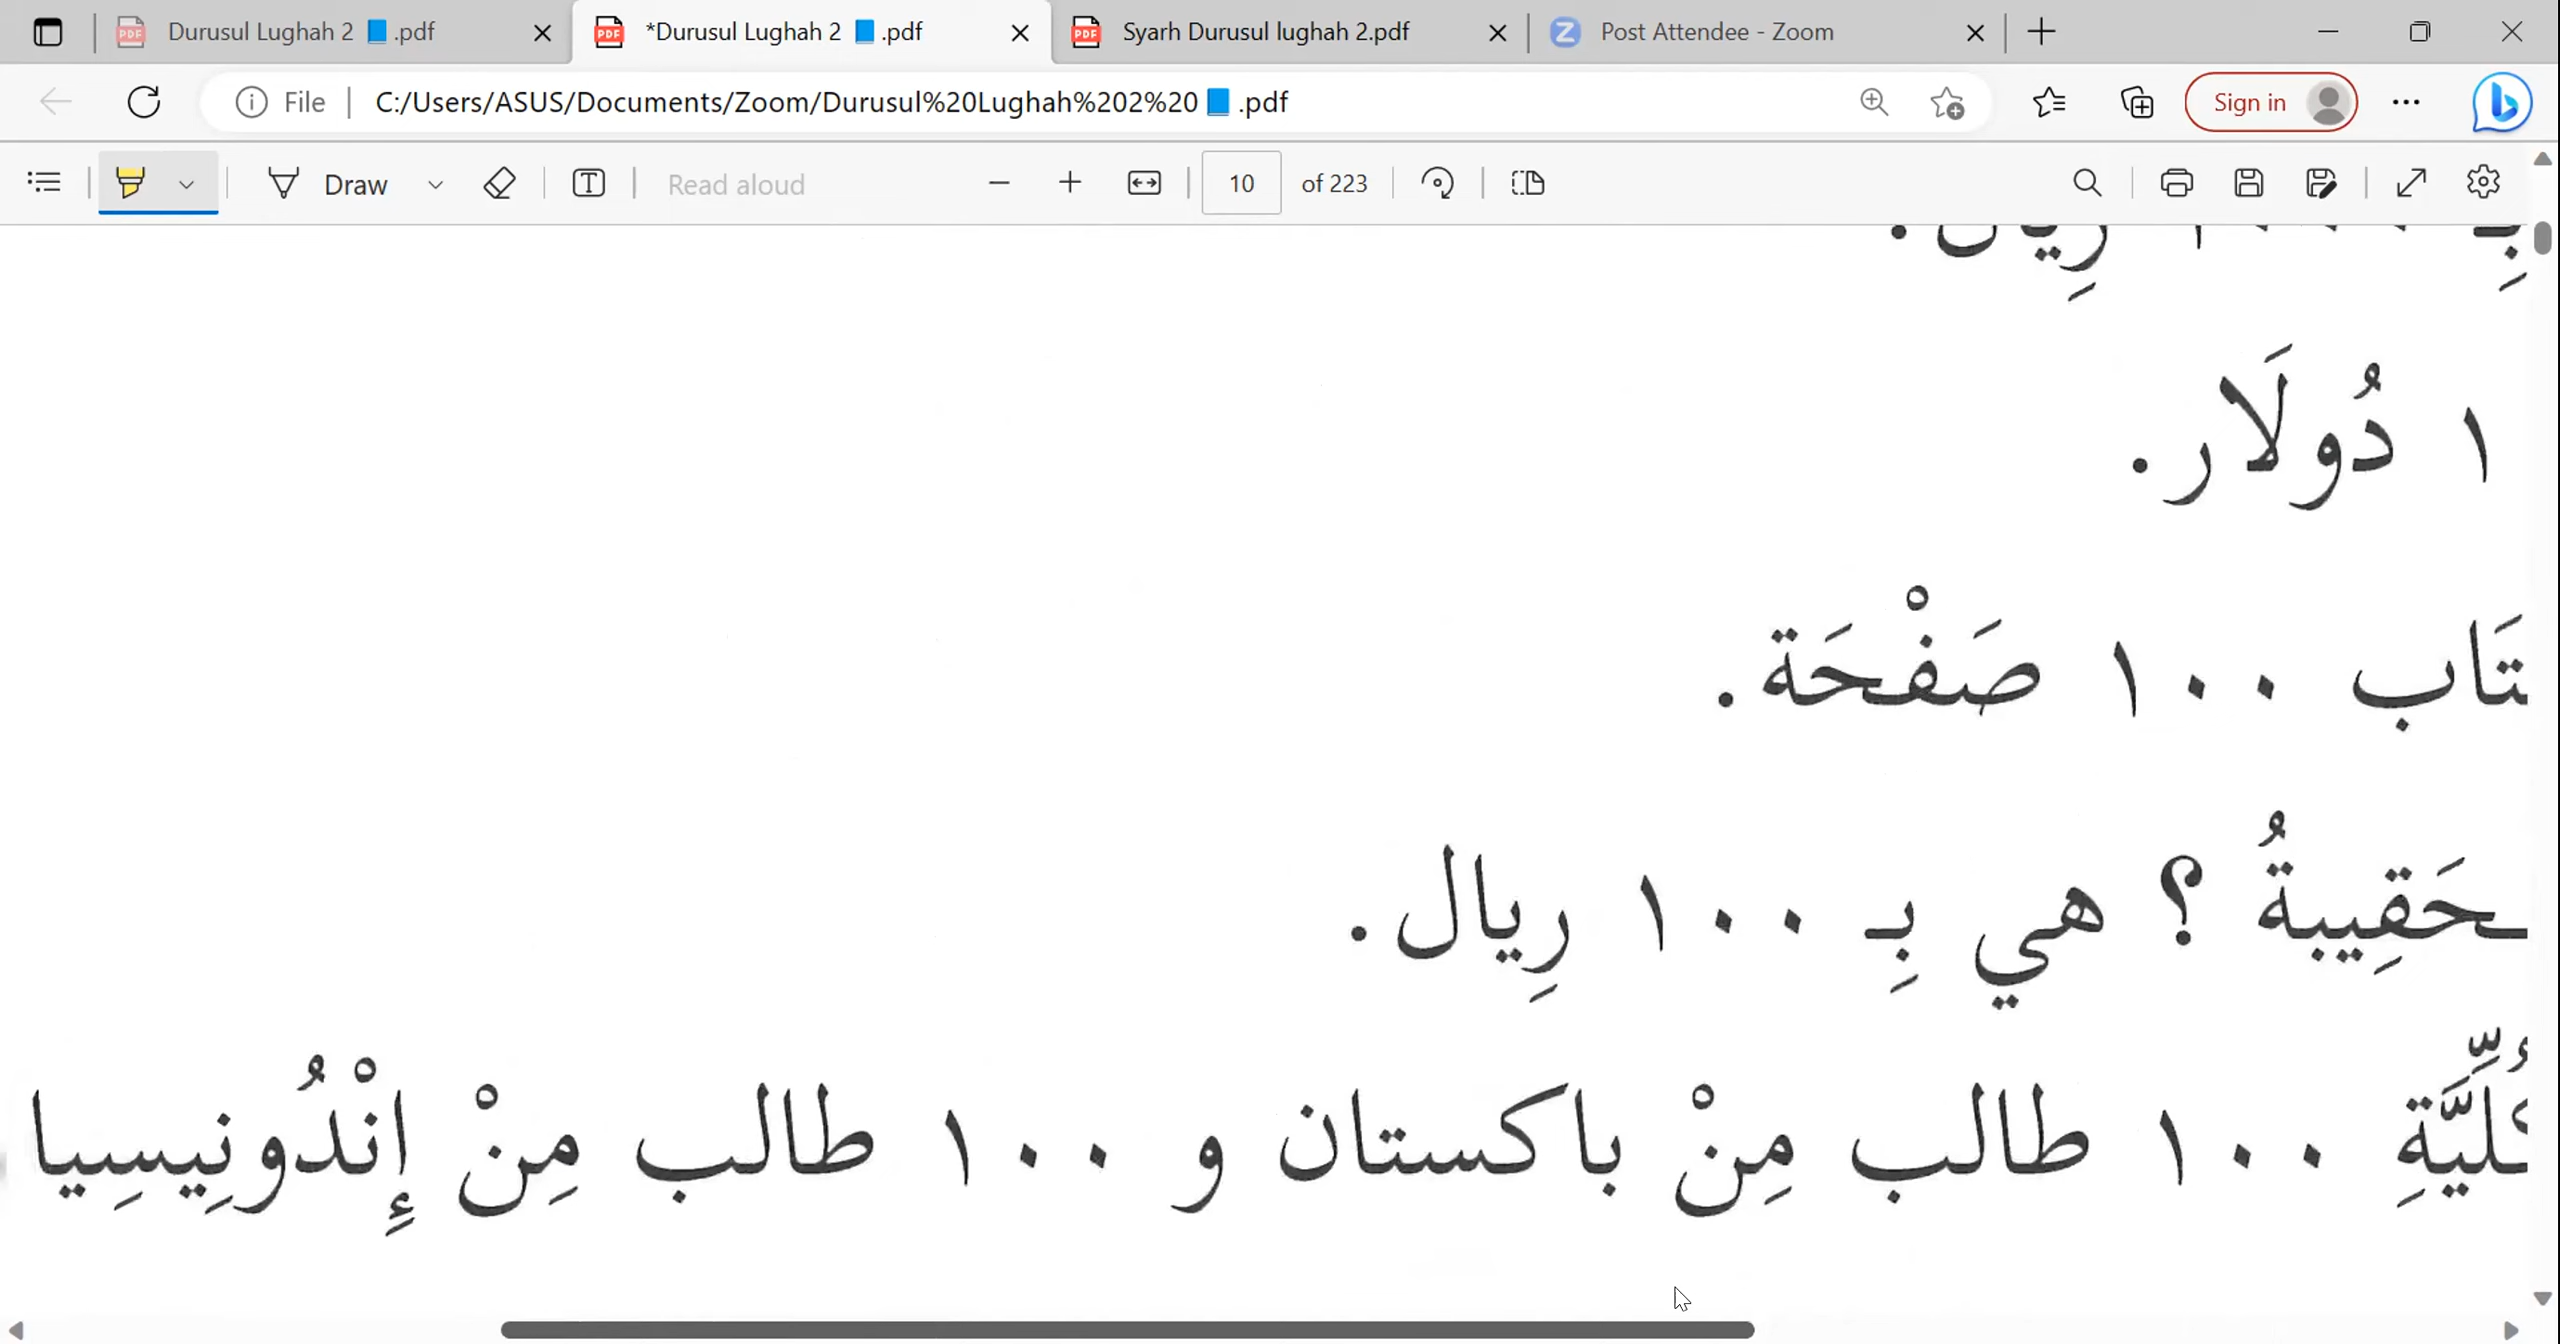 Durusul Lughah 2 📘.pdf
*Durusul Lughah 2 📘.pdf
Syarh Durusul lughah 2.pdf
Post Attendee - Zoom
File
C:/Users/ASUS/Documents/Zoom/Durusul%20Lughah%202%20📘.pdf
Sign in
Draw
Read aloud
10 of 223
رِيال .
١ دُولَار .
١٠٠ صَفْحَة .
هي بِـ ١٠٠ رِيال .
١٠٠ طالب مِنْ باكستان و ١٠٠ طالب مِنْ إِنْدُونِيسِيا